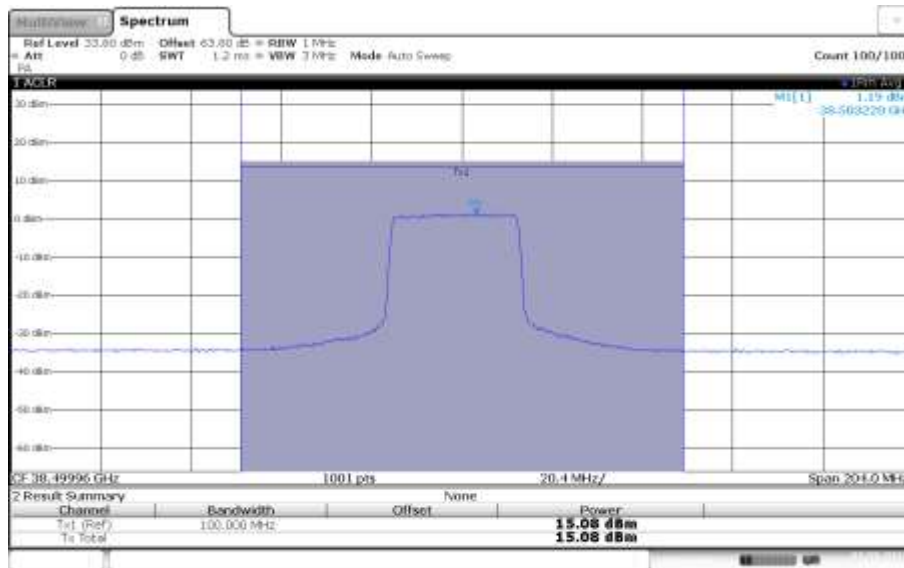 MultiView Spectrum
Ref Level 33.80 dBm Offset 63.80 dB RBW 1 MHz
Att 0 dB SWT 1.2 ms VBW 3 MHz Mode Auto Sweep Count 100/100
PA
1 ACLR 1Rm Avg
M1[1] 1.19 dBm
38.503220 GH
30 dBm
20 dBm
Tx1
10 dBm
M1
0 dBm
-10 dBm
-20 dBm
-30 dBm
-40 dBm
-50 dBm
-60 dBm
CF 38.49996 GHz 1001 pts 20.4 MHz/ Span 204.0 MHz
2 Result Summary None
Channel Bandwidth Offset Power
Tx1 (Ref) 100.000 MHz 15.08 dBm
Tx Total 15.08 dBm